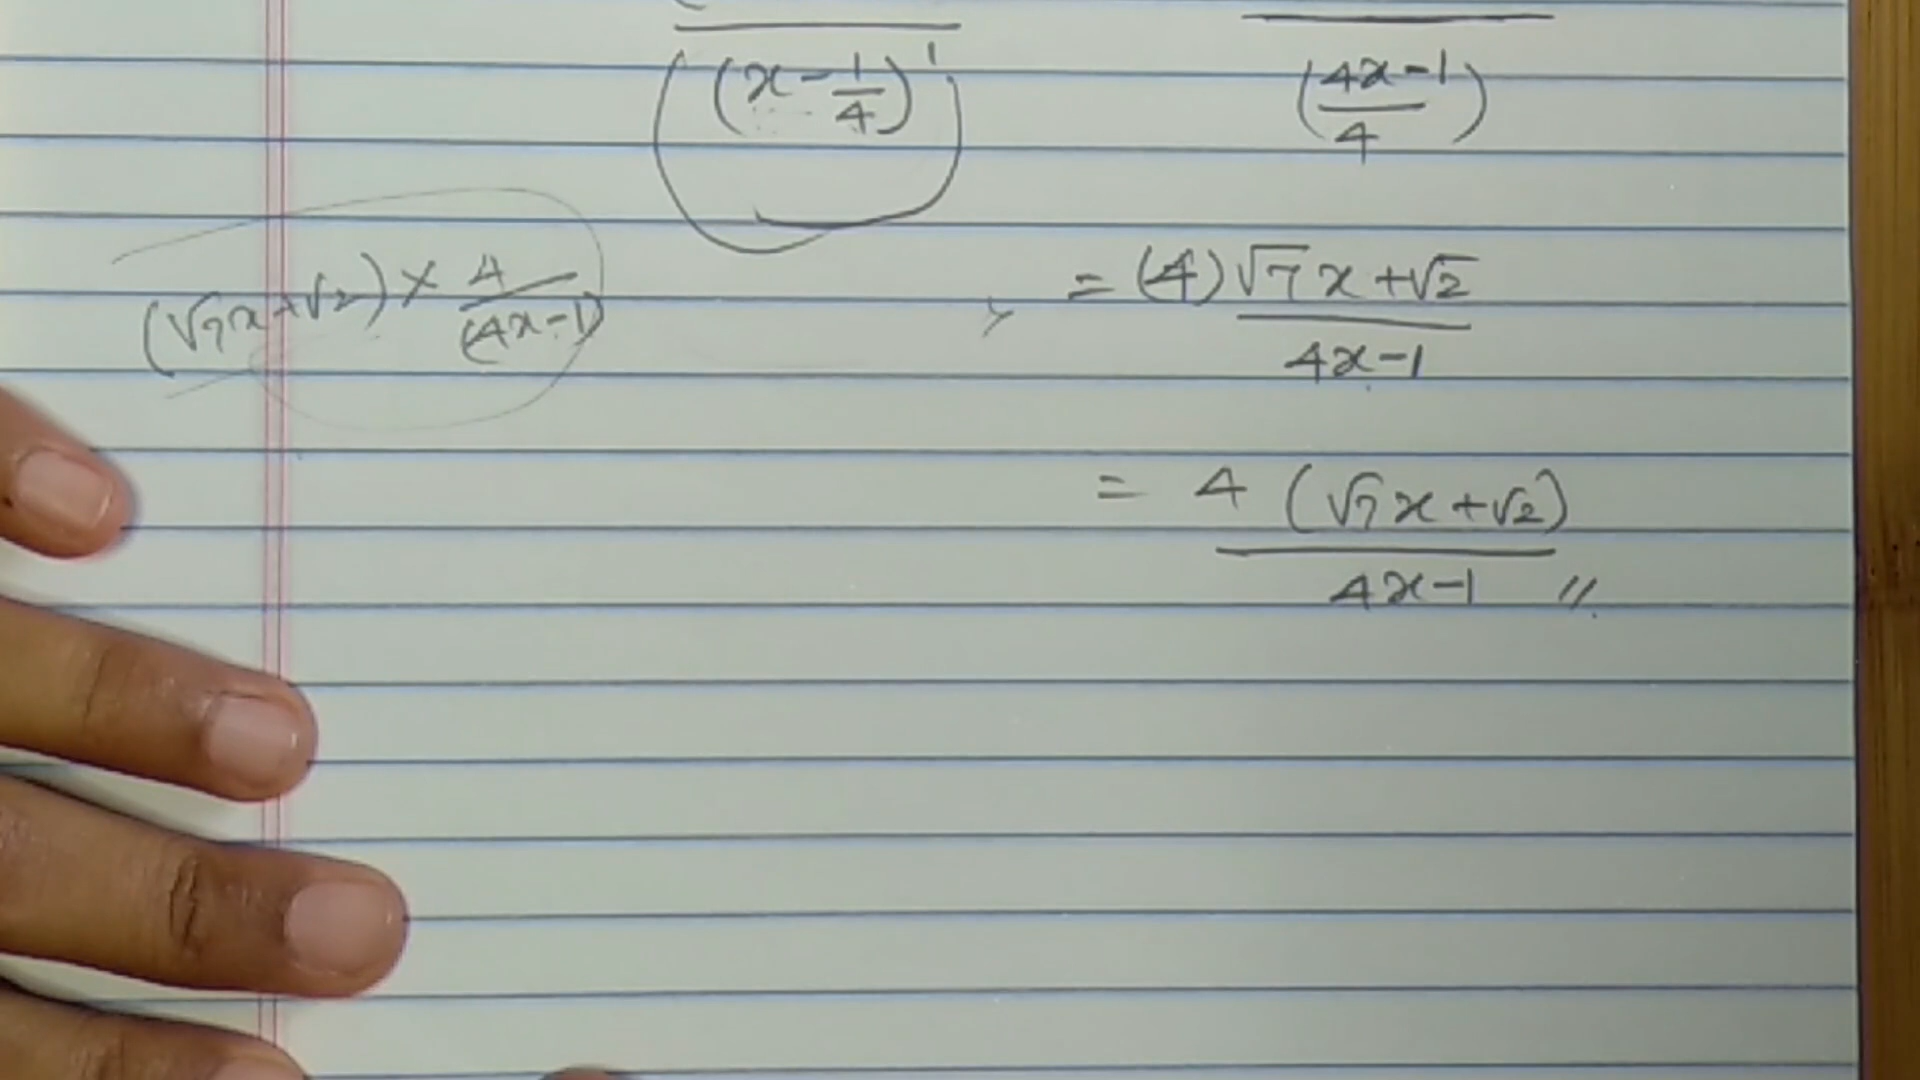 (x - 1/4)^1
(4x-1 / 4)
(√7x+√2) × 4/(4x-1)
= (4) √7x+√2 / 4x-1
= 4 (√7x+√2) / 4x-1 //